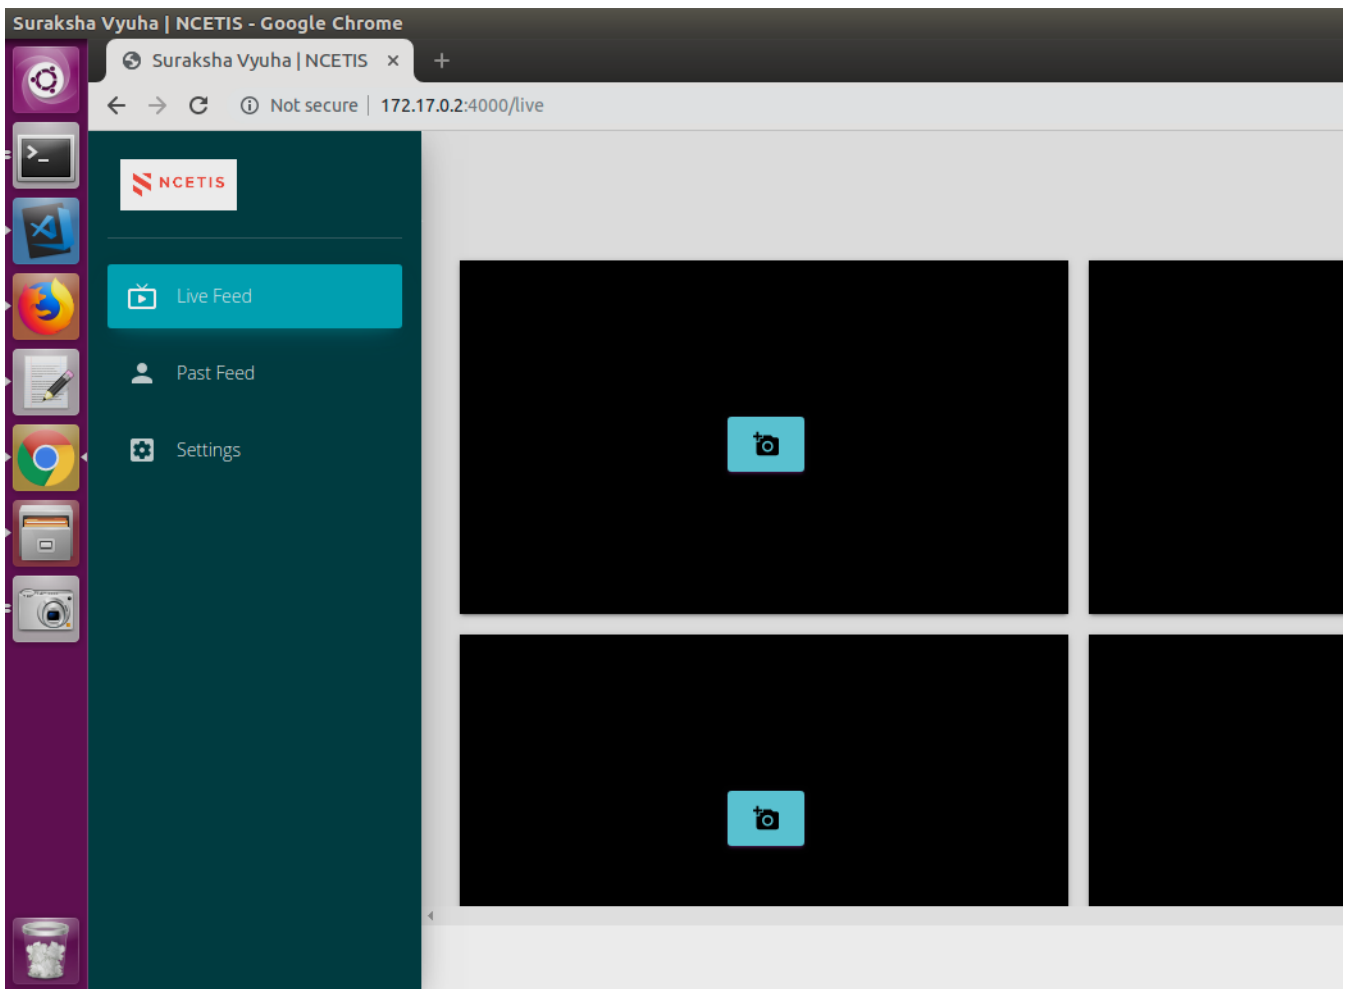 Suraksha Vyuha | NCETIS - Google Chrome
Suraksha Vyuha | NCETIS
Not secure | 172.17.0.2:4000/live
NCETIS
Live Feed
Past Feed
Settings